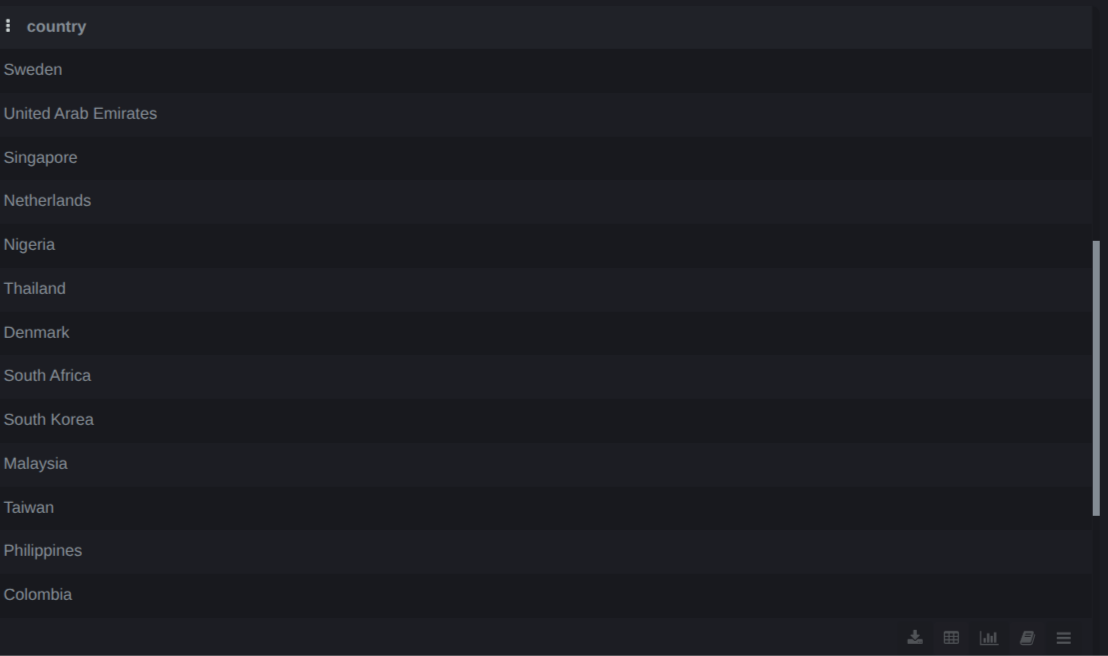 country
Sweden
United Arab Emirates
Singapore
Netherlands
Nigeria
Thailand
Denmark
South Africa
South Korea
Malaysia
Taiwan
Philippines
Colombia